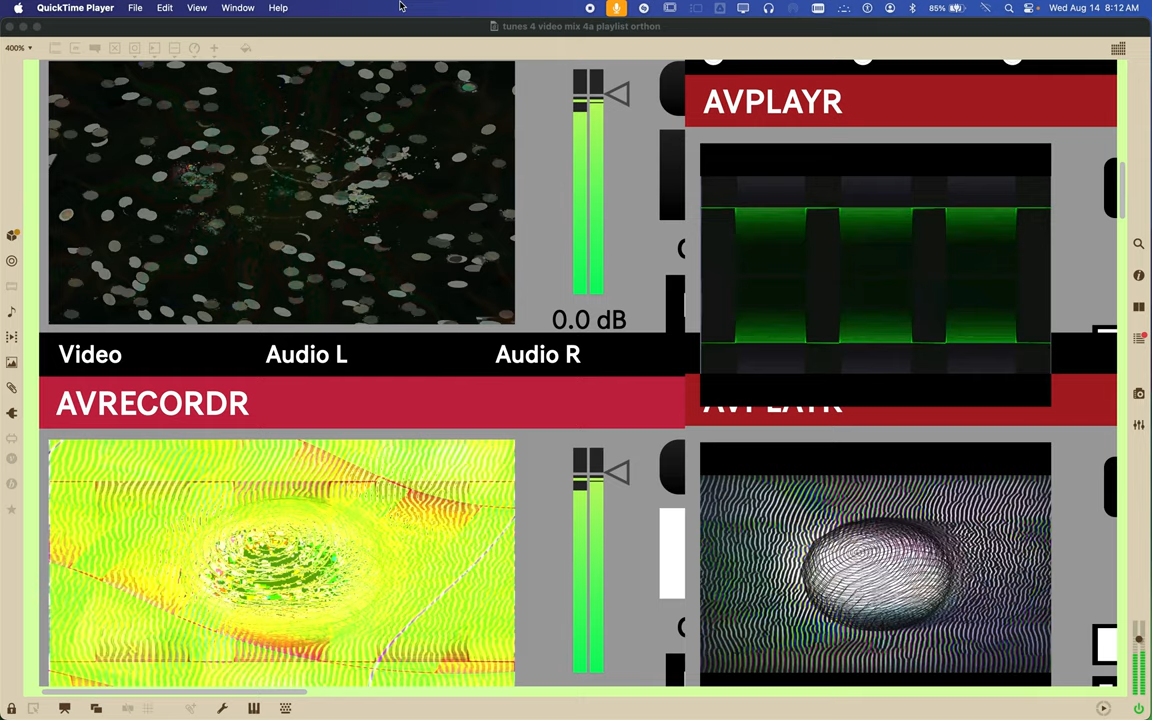 QuickTime Player File Edit View Window Help 85% Wed Aug 14 8:12 AM
tunes 4 video mix 4a playlist orthon
400%
AVPLAYR
0.0 dB
Video Audio L Audio R
AVRECORDR
AVPLAYR